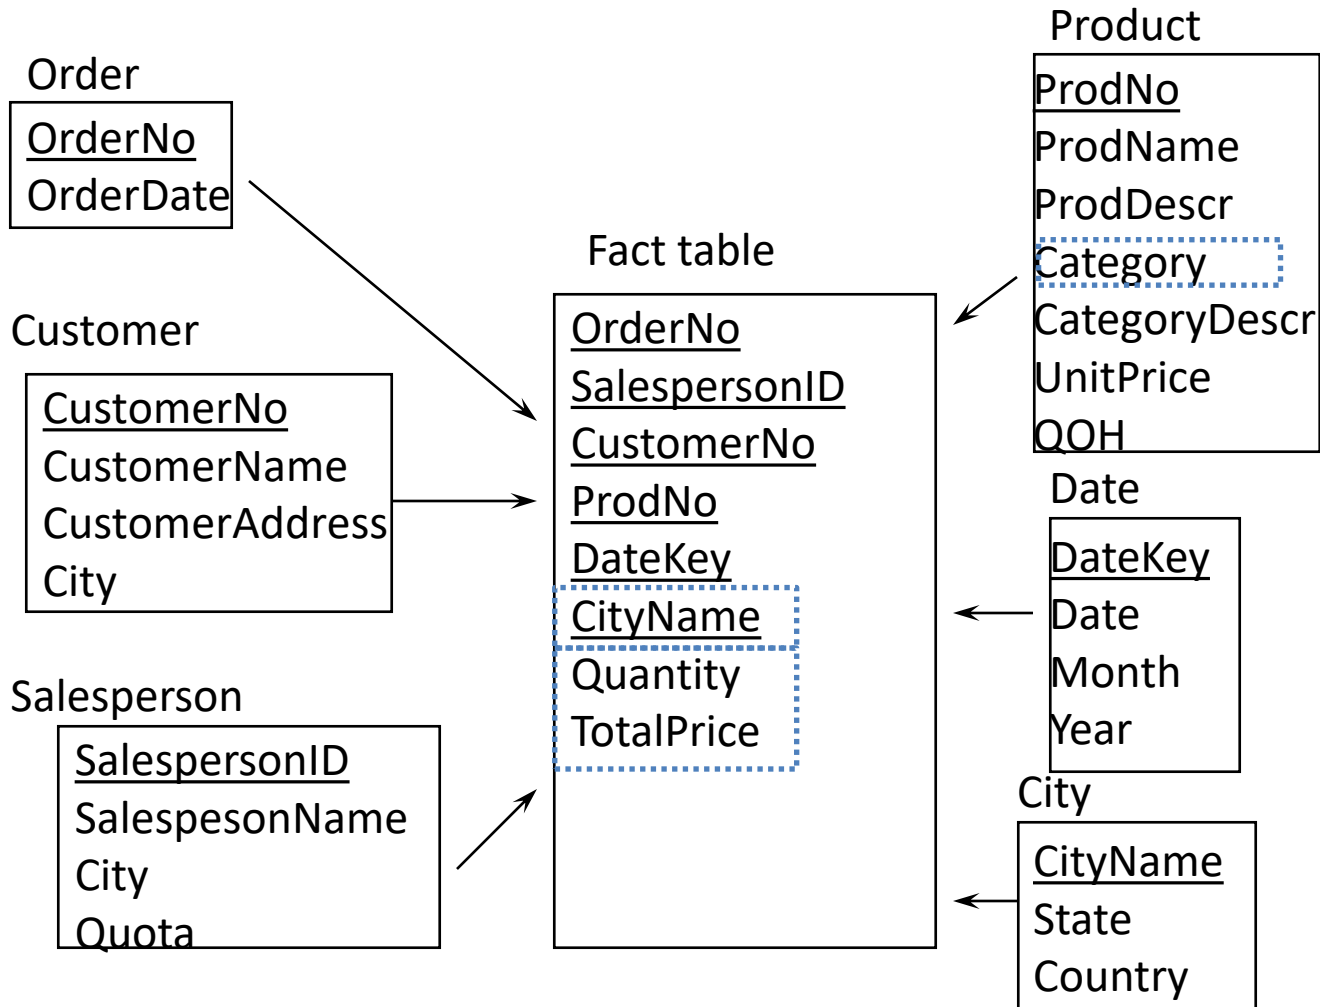 Order
OrderNo
OrderDate
Customer
CustomerNo
CustomerName
CustomerAddress
City
Salesperson
SalespersonID
SalespesonName
City
Quota
Fact table
OrderNo
SalespersonID
CustomerNo
ProdNo
DateKey
CityName
Quantity
TotalPrice
Product
ProdNo
ProdName
ProdDescr
Category
CategoryDescr
UnitPrice
QOH
Date
DateKey
Date
Month
Year
City
CityName
State
Country